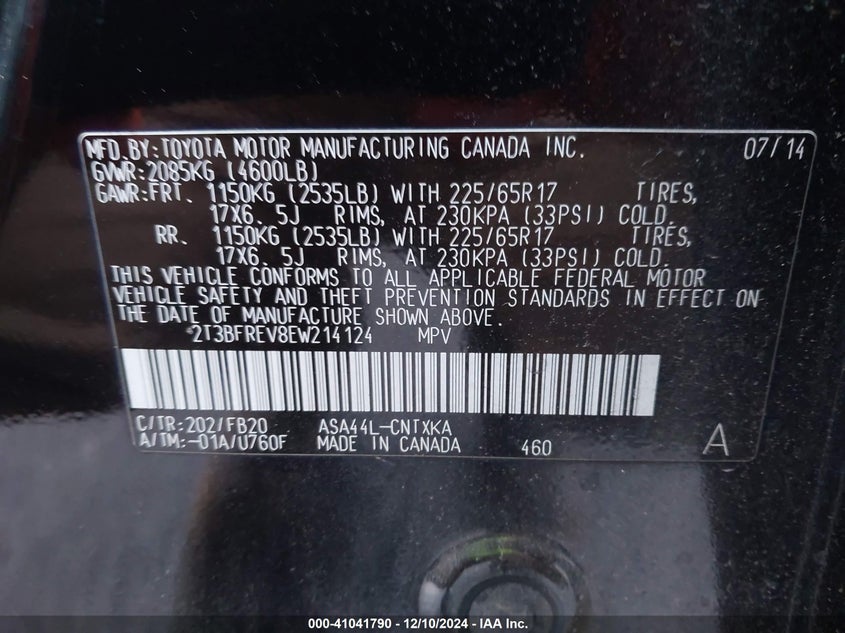 MFD.BY:TOYOTA MOTOR MANUFACTURING CANADA INC. 07/14
GVWR:2085KG (4600LB)
GAWR:FRT. 1150KG (2535LB) WITH 225/65R17 TIRES,
17X6.5J RIMS, AT 230KPA (33PSI) COLD.
RR. 1150KG (2535LB) WITH 225/65R17 TIRES,
17X6.5J RIMS, AT 230KPA (33PSI) COLD.
THIS VEHICLE CONFORMS TO ALL APPLICABLE FEDERAL MOTOR
VEHICLE SAFETY AND THEFT PREVENTION STANDARDS IN EFFECT ON
THE DATE OF MANUFACTURE SHOWN ABOVE.
*2T3BFREV8EW214124 MPV
C/TR:202/FB20 ASA44L-CNTXKA
A/TM:-01A/U760F MADE IN CANADA 460 A
000-41041790 - 12/10/2024 - IAA Inc.